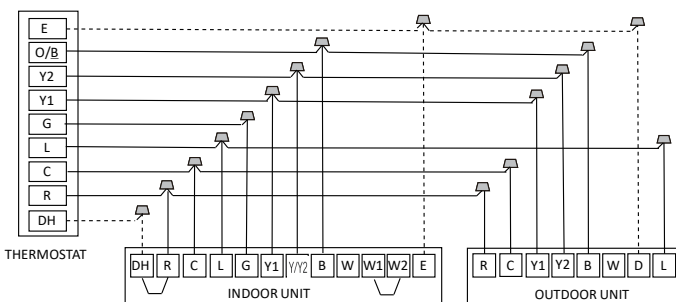 E
O/B
Y2
Y1
G
L
C
R
DH
THERMOSTAT
DH R C L G Y1 Y/Y2 B W W1 W2 E
INDOOR UNIT
R C Y1 Y2 B W D L
OUTDOOR UNIT